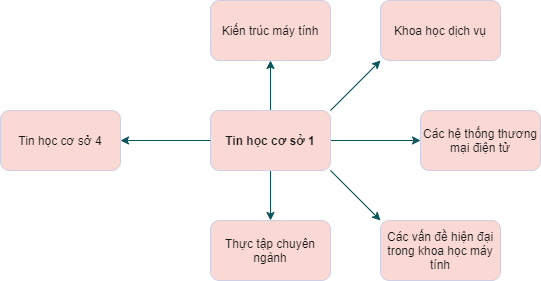 Kiến trúc máy tính
Khoa học dịch vụ
Tin học cơ sở 4
Tin học cơ sở 1
Các hệ thống thương
mại điện tử
Thực tập chuyên
ngành
Các vấn đề hiện đại
trong khoa học máy
tính